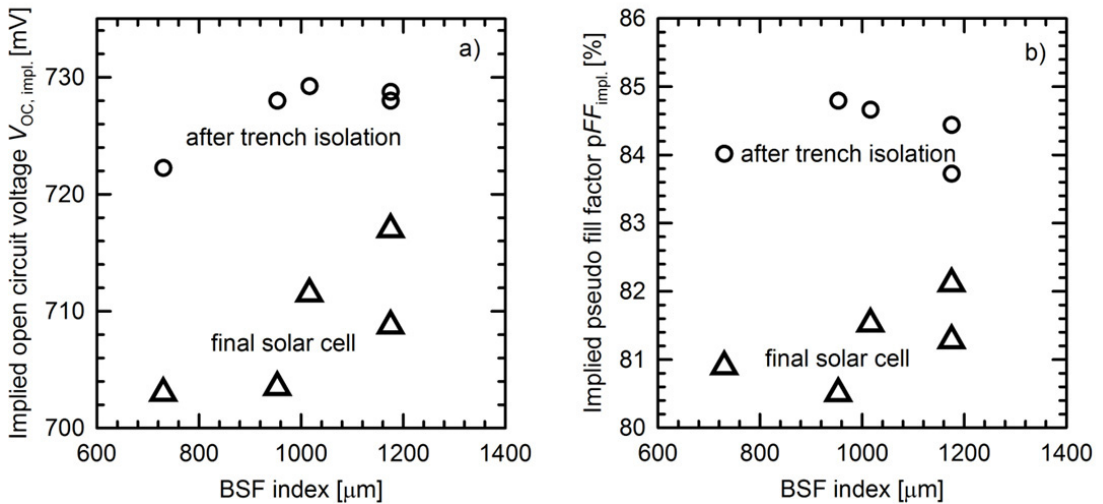 Implied open circuit voltage V_OC, impl. [mV]
730
720
710
700
a)
after trench isolation
final solar cell
600
800
1000
1200
1400
BSF index [μm]
Implied pseudo fill factor pFF_impl. [%]
86
85
84
83
82
81
80
b)
after trench isolation
final solar cell
600
800
1000
1200
1400
BSF index [μm]